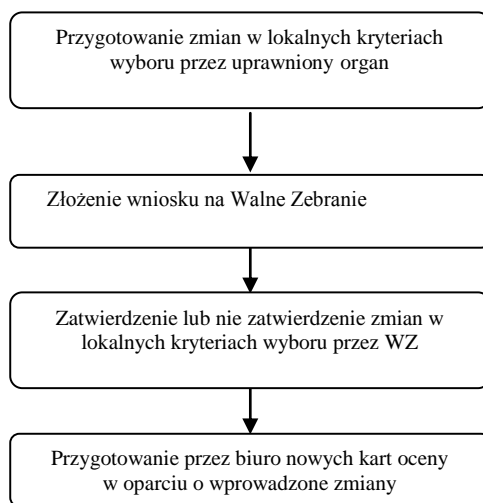 Przygotowanie zmian w lokalnych kryteriach
wyboru przez uprawniony organ
Złożenie wniosku na Walne Zebranie
Zatwierdzenie lub nie zatwierdzenie zmian w
lokalnych kryteriach wyboru przez WZ
Przygotowanie przez biuro nowych kart oceny
w oparciu o wprowadzone zmiany